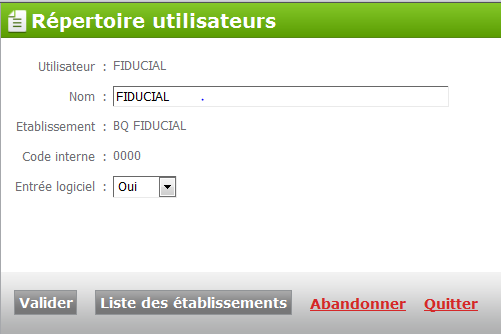 Répertoire utilisateurs
Utilisateur : FIDUCIAL
Nom : FIDUCIAL .
Etablissement : BQ FIDUCIAL
Code interne : 0000
Entrée logiciel : Oui
Valider Liste des établissements Abandonner Quitter